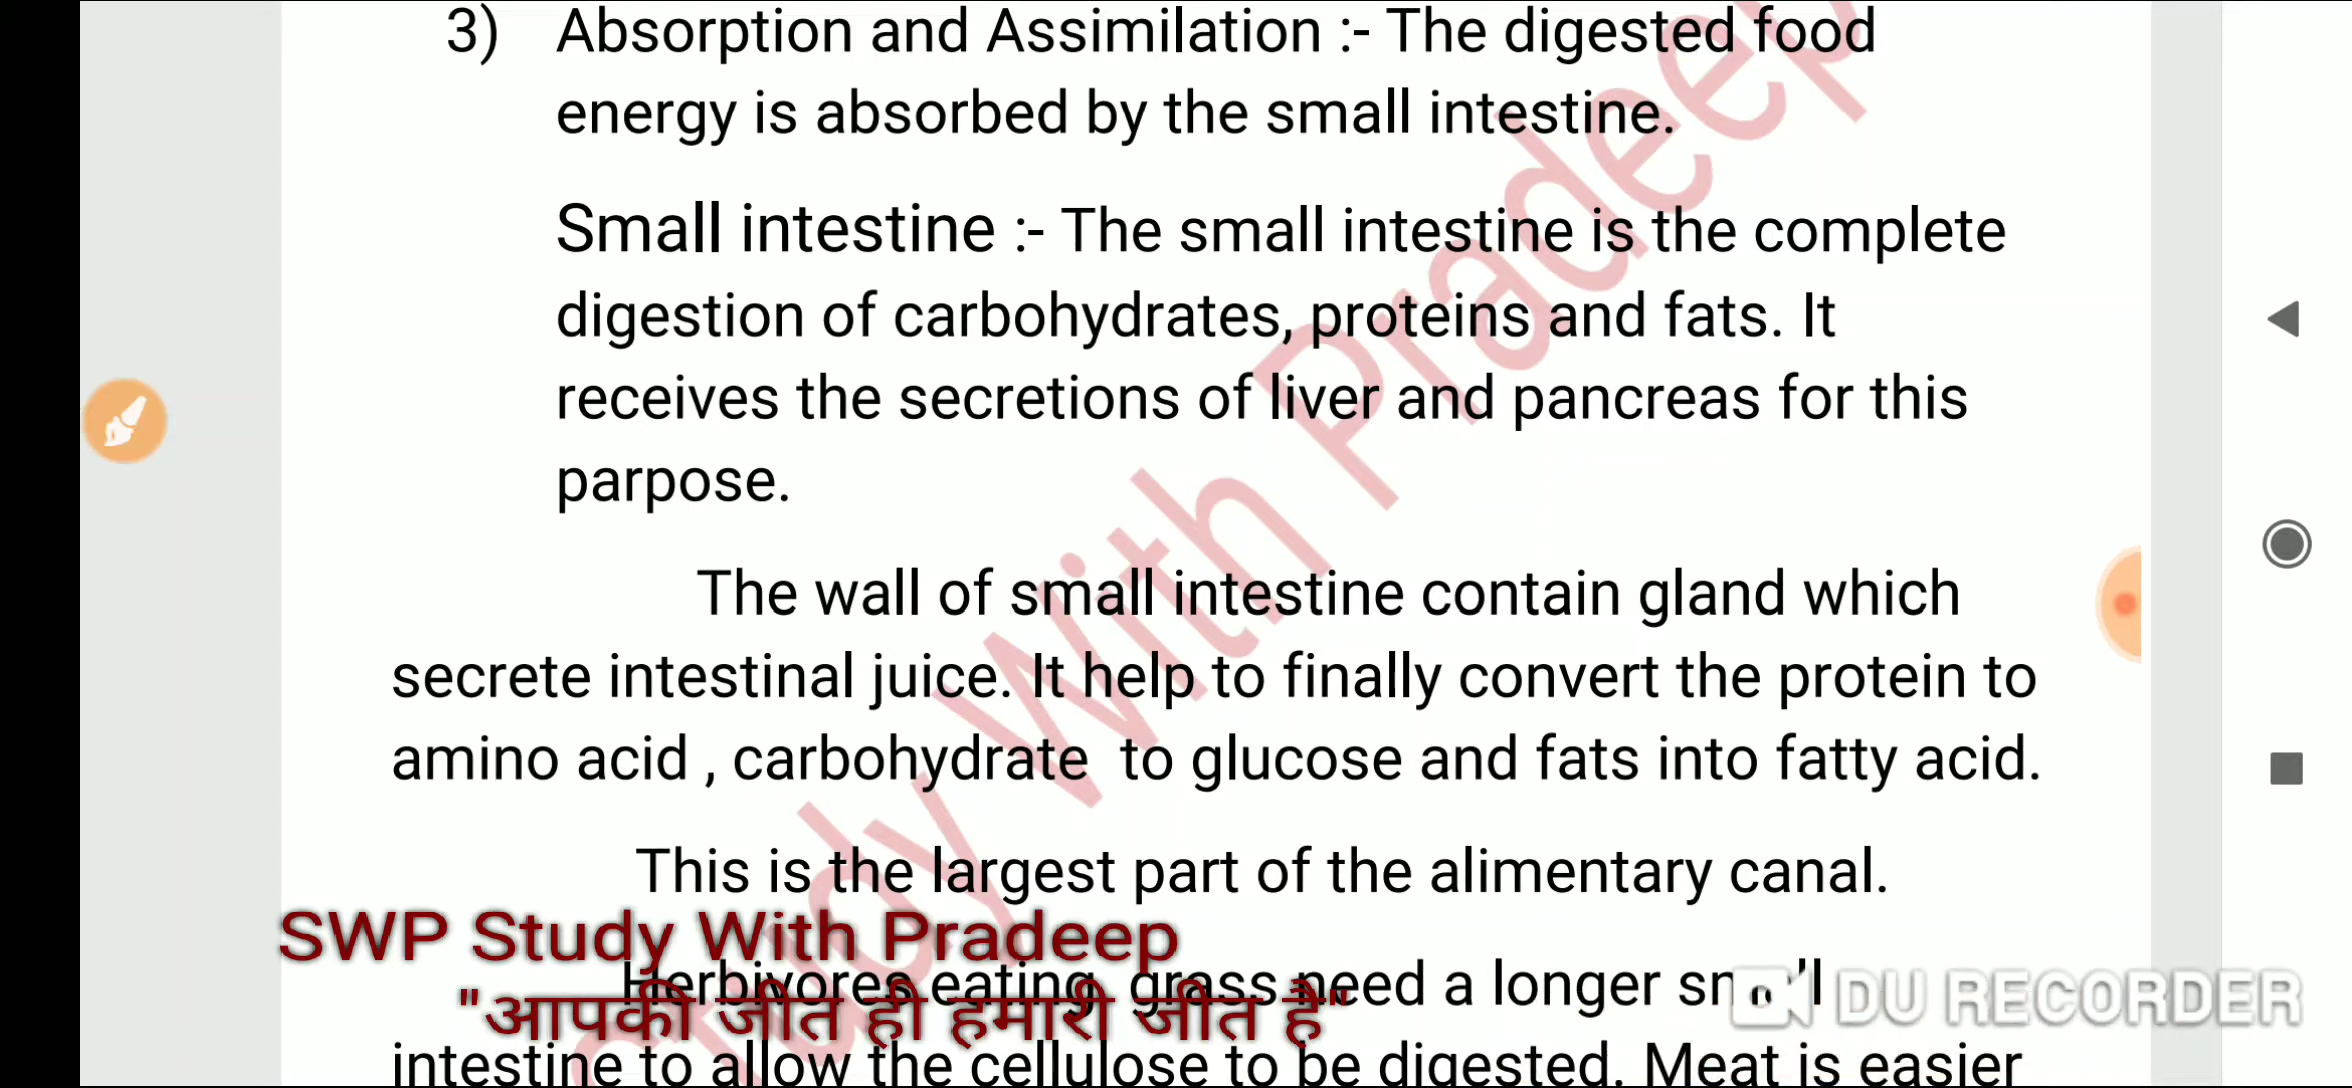 3) Absorption and Assimilation :- The digested food
energy is absorbed by the small intestine.
Small intestine :- The small intestine is the complete
digestion of carbohydrates, proteins and fats. It
receives the secretions of liver and pancreas for this
parpose.
The wall of small intestine contain gland which
secrete intestinal juice. It help to finally convert the protein to
amino acid , carbohydrate to glucose and fats into fatty acid.
This is the largest part of the alimentary canal.
SWP Study With Pradeep
Herbivores eating grass need a longer small
"आपकी जीत ही हमारी जीत है"
DU RECORDER
intestine to allow the cellulose to be digested. Meat is easier
Study With Pradeep